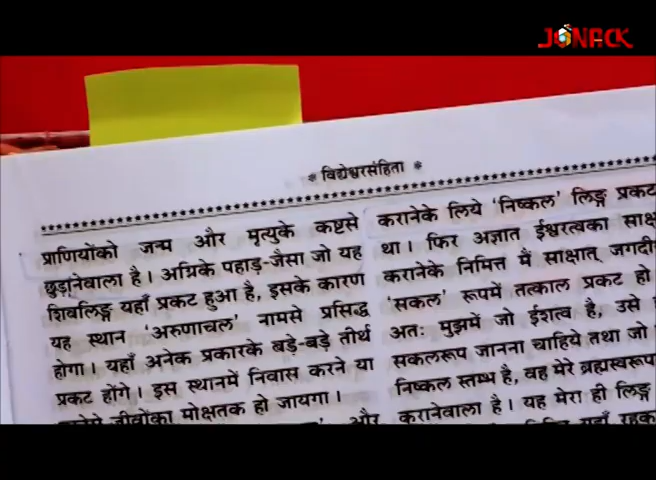 JONACK
* विद्येश्वरसंहिता *
प्राणियोंको जन्म और मृत्युके कष्टसे
छुड़ानेवाला है। अग्निके पहाड़-जैसा जो यह
शिवलिङ्ग यहाँ प्रकट हुआ है, इसके कारण
यह स्थान 'अरुणाचल' नामसे प्रसिद्ध
होगा। यहाँ अनेक प्रकारके बड़े-बड़े तीर्थ
प्रकट होंगे। इस स्थानमें निवास करने या
जीवोंका मोक्षतक हो जायगा।
और
करानेके लिये 'निष्कल' लिङ्ग प्रकट
था। फिर अज्ञात ईश्वरत्वका साक्ष
करानेके निमित्त मैं साक्षात् जगदी
'सकल' रूपमें तत्काल प्रकट हो
अतः मुझमें जो ईशत्व है, उसे
सकलरूप जानना चाहिये तथा जो
निष्कल स्तम्भ है, वह मेरे ब्रह्मस्वरूप
करानेवाला है। यह मेरा ही लिङ्ग
यहाँ रहक